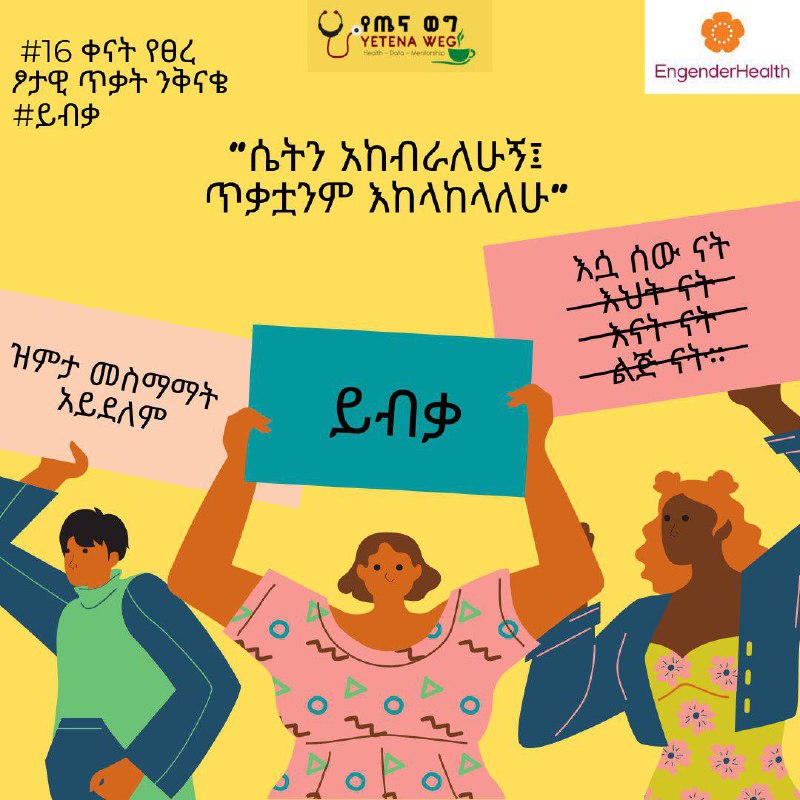 #16 ቀናት የፀረ
ፆታዊ ጥቃት ንቅናቄ
#ይብቃ
የጤና ወግ
YETENA WEG
Health - Data - Mentorship
EngenderHealth
“ሴትን አከብራለሁኝ፤
ጥቃቷንም እከላከላለሁ”
ዝምታ መስማማት
አይደለም
ይብቃ
እሷ ሰው ናት
እህት ናት
እናት ናት
ልጅ ናት።።